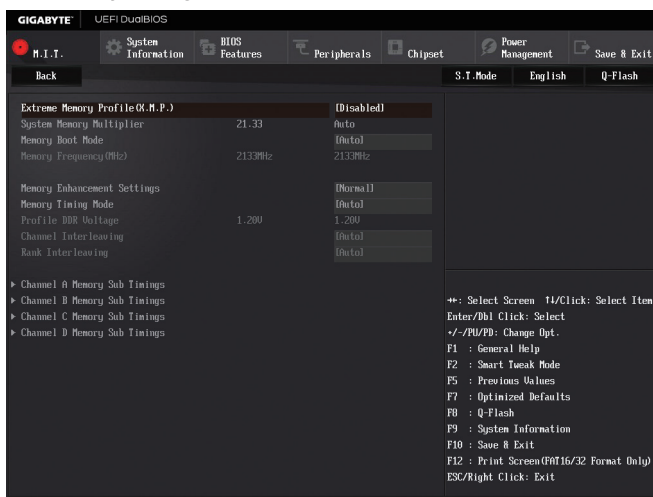 GIGABYTE™ UEFI DualBIOS
M.I.T. System Information BIOS Features Peripherals Chipset Power Management Save & Exit
Back S.T.Mode English Q-Flash
Extreme Memory Profile(X.M.P.) [Disabled]
System Memory Multiplier 21.33 Auto
Memory Boot Mode [Auto]
Memory Frequency(MHz) 2133MHz 2133MHz
Memory Enhancement Settings [Normal]
Memory Timing Mode [Auto]
Profile DDR Voltage 1.20V 1.20V
Channel Interleaving [Auto]
Rank Interleaving [Auto]
Channel A Memory Sub Timings
Channel B Memory Sub Timings
Channel C Memory Sub Timings
Channel D Memory Sub Timings
→←: Select Screen ↑↓/Click: Select Item
Enter/Dbl Click: Select
+/-/PU/PD: Change Opt.
F1 : General Help
F2 : Smart Tweak Mode
F5 : Previous Values
F7 : Optimized Defaults
F8 : Q-Flash
F9 : System Information
F10 : Save & Exit
F12 : Print Screen(FAT16/32 Format Only)
ESC/Right Click: Exit